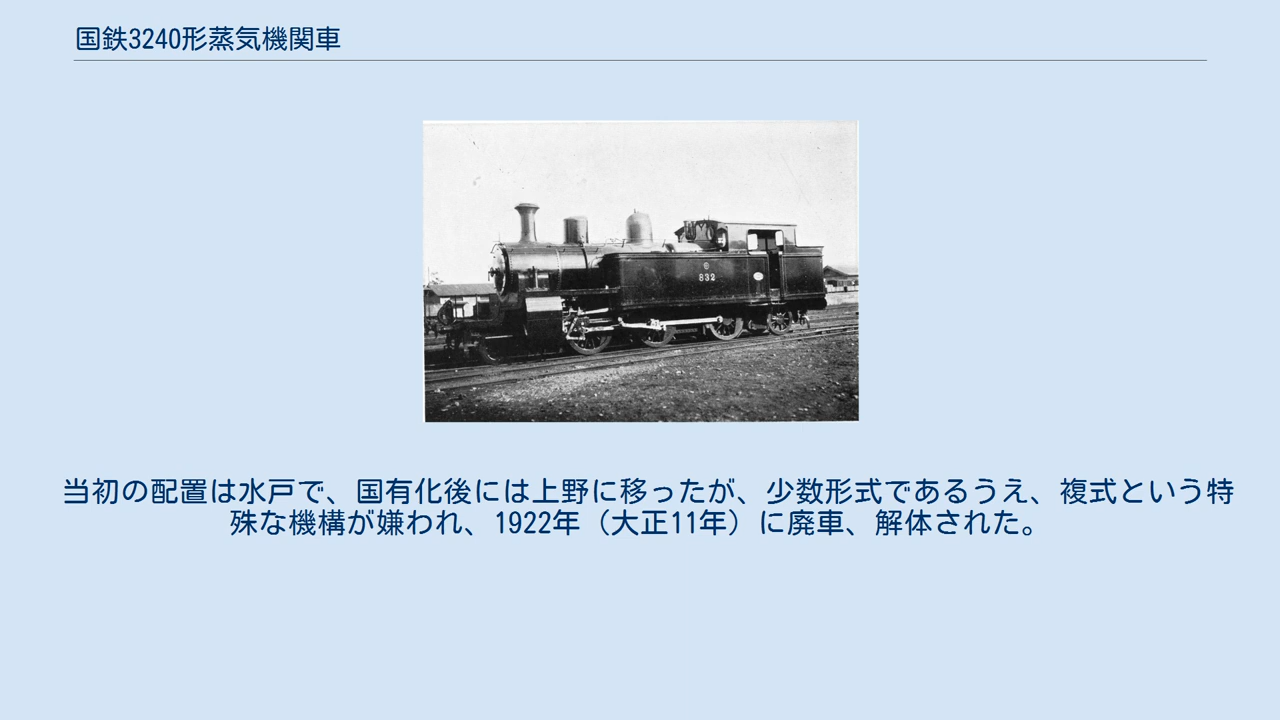 国鉄3240形蒸気機関車
832
当初の配置は水戸で、国有化後には上野に移ったが、少数形式であるうえ、複式という特
殊な機構が嫌われ、1922年（大正11年）に廃車、解体された。